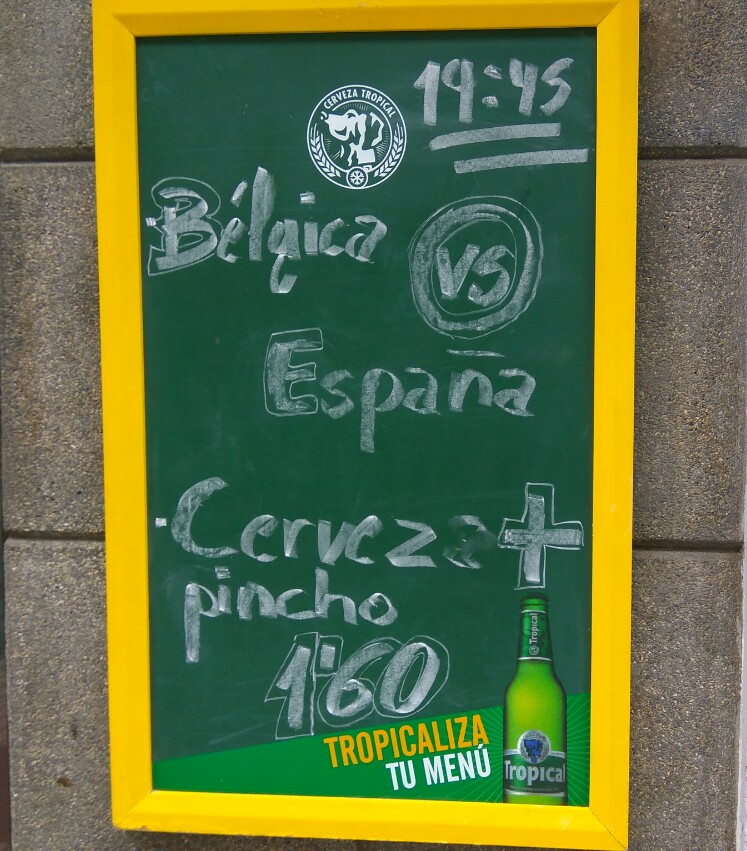 19:45
CERVEZA TROPICAL
Bélgica VS
España
Cerveza +
pincho
1'60
TROPICALIZA
TU MENÚ
Tropical
Tropical